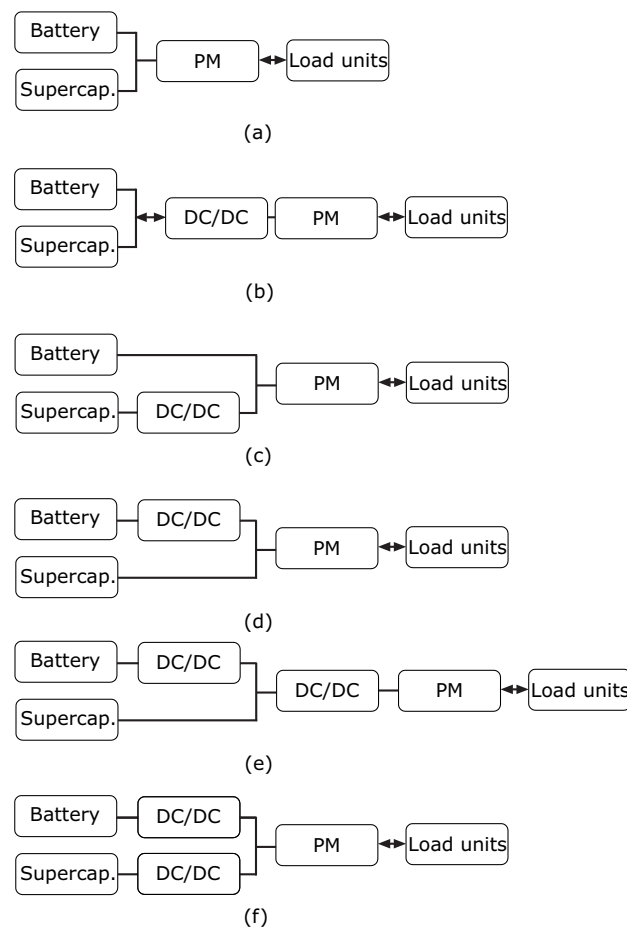 Battery
PM
Load units
Supercap.
(a)
Battery
DC/DC
PM
Load units
Supercap.
(b)
Battery
PM
Load units
Supercap.
DC/DC
(c)
Battery
DC/DC
PM
Load units
Supercap.
(d)
Battery
DC/DC
DC/DC
PM
Load units
Supercap.
(e)
Battery
DC/DC
PM
Load units
Supercap.
DC/DC
(f)